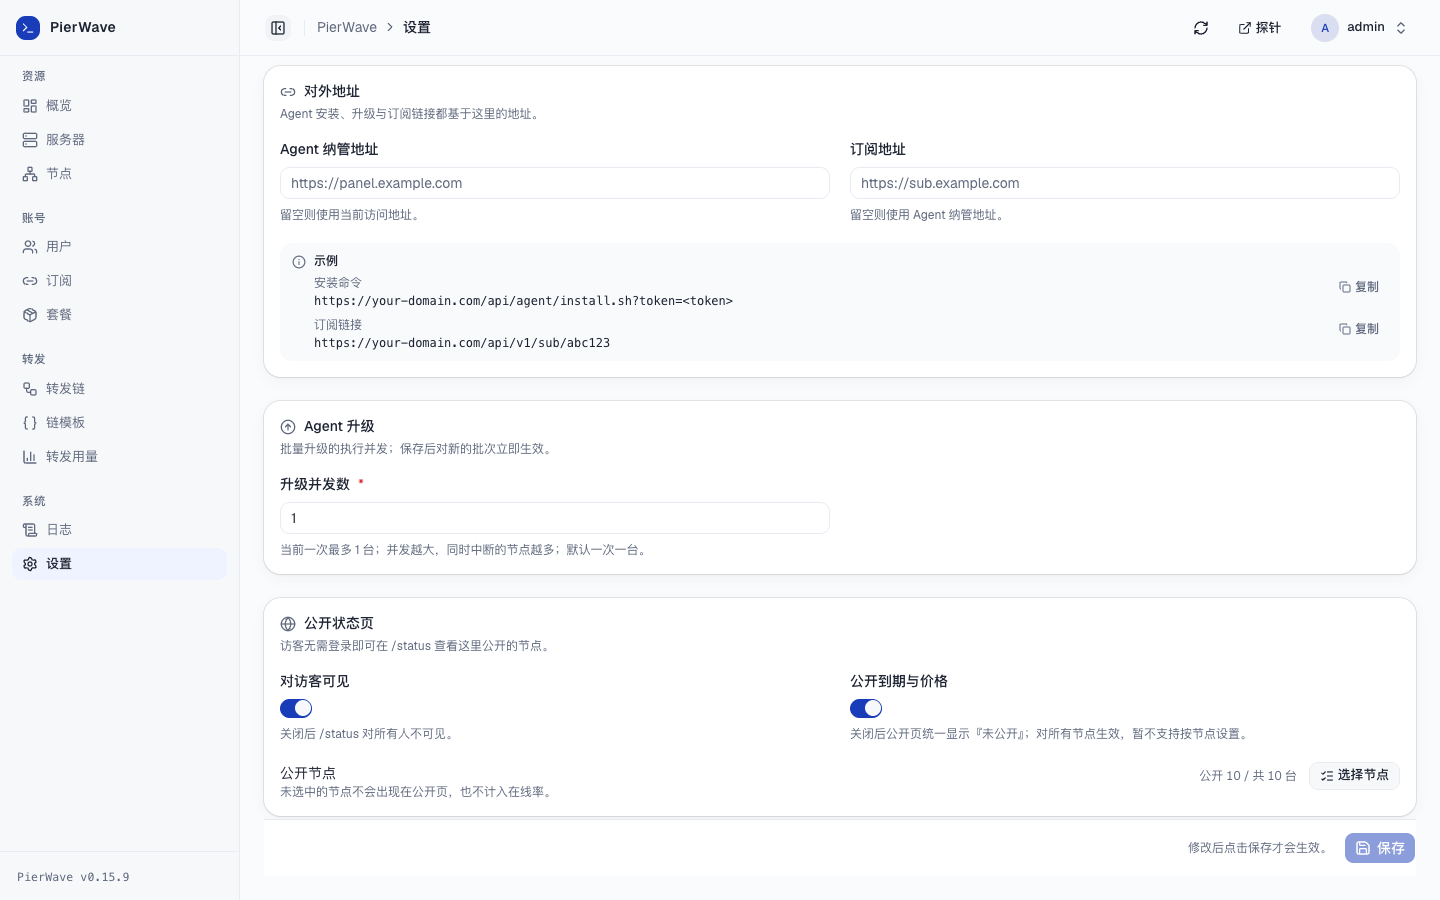 PierWave
PierWave > 设置
探针
A
admin
资源
概览
服务器
节点
账号
用户
订阅
套餐
转发
转发链
链模板
转发用量
系统
日志
设置
PierWave v0.15.9
对外地址
Agent 安装、升级与订阅链接都基于这里的地址。
Agent 纳管地址
https://panel.example.com
留空则使用当前访问地址。
订阅地址
https://sub.example.com
留空则使用 Agent 纳管地址。
示例
安装命令
https://your-domain.com/api/agent/install.sh?token=<token>
复制
订阅链接
https://your-domain.com/api/v1/sub/abc123
复制
Agent 升级
批量升级的执行并发；保存后对新的批次立即生效。
升级并发数 *
1
当前一次最多 1 台；并发越大，同时中断的节点越多；默认一次一台。
公开状态页
访客无需登录即可在 /status 查看这里公开的节点。
对访客可见
关闭后 /status 对所有人不可见。
公开到期与价格
关闭后公开页统一显示『未公开』；对所有节点生效，暂不支持按节点设置。
公开节点
未选中的节点不会出现在公开页，也不计入在线率。
公开 10 / 共 10 台
选择节点
修改后点击保存才会生效。
保存